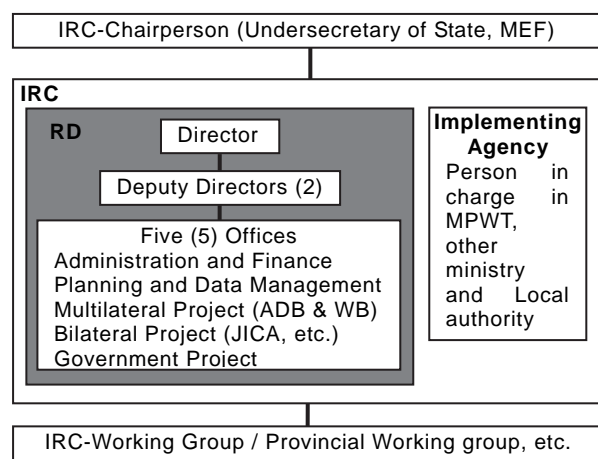 IRC-Chairperson (Undersecretary of State, MEF)
IRC
RD
Director
Deputy Directors (2)
Five (5) Offices
Administration and Finance
Planning and Data Management
Multilateral Project (ADB & WB)
Bilateral Project (JICA, etc.)
Government Project
Implementing
Agency
Person in
charge in
MPWT,
other
ministry
and Local
authority
IRC-Working Group / Provincial Working group, etc.